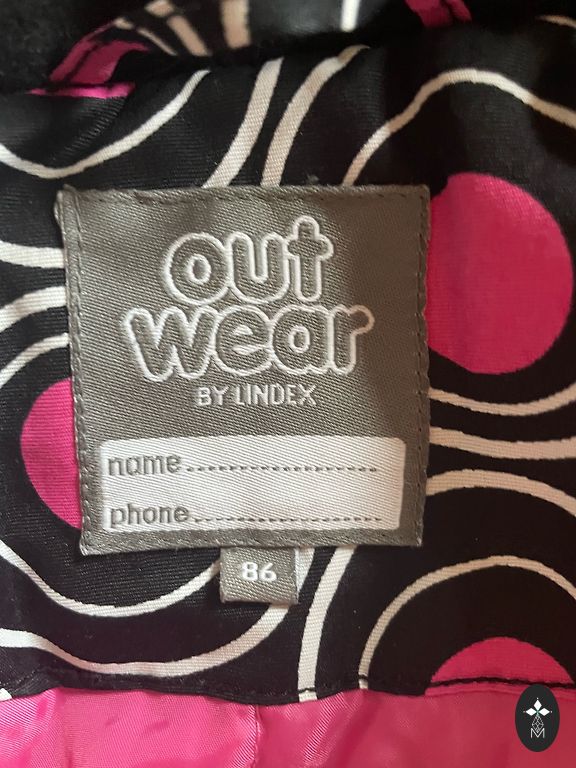 out
wear
BY LINDEX
name....................................
phone...................................
86
M